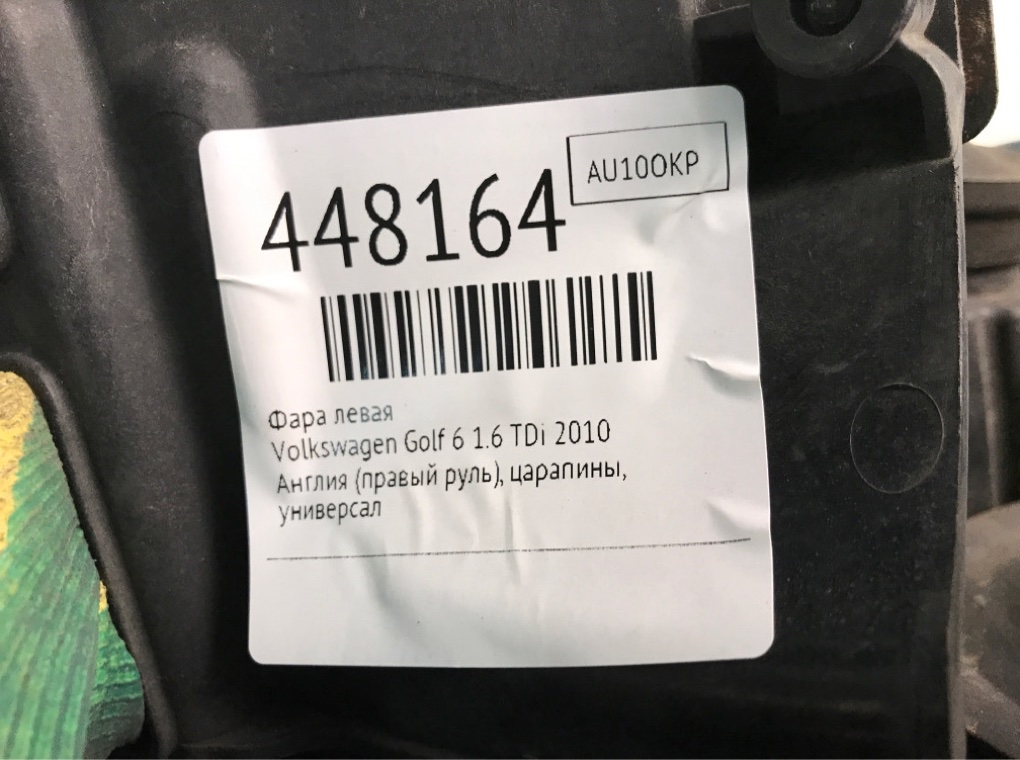 448164
AU100KP
Фара левая
Volkswagen Golf 6 1.6 TDi 2010
Англия (правый руль), царапины,
универсал